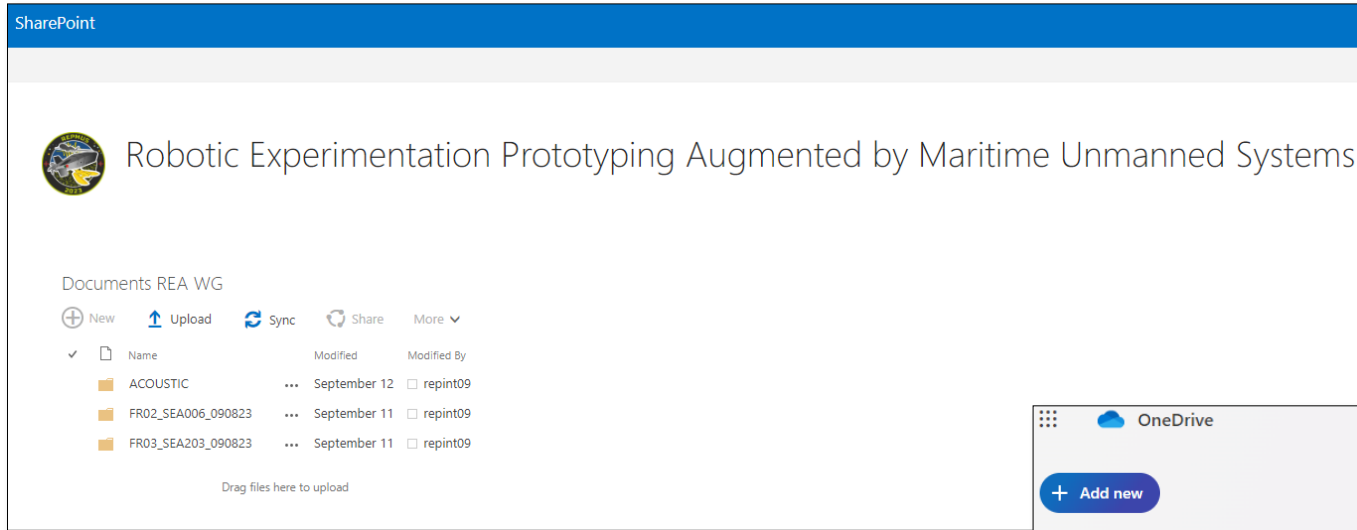 SharePoint
REPMUS
2023
Robotic Experimentation Prototyping Augmented by Maritime Unmanned Systems
Documents REA WG
New Upload Sync Share More
Name Modified Modified By
ACOUSTIC ... September 12 repint09
FR02_SEA006_090823 ... September 11 repint09
FR03_SEA203_090823 ... September 11 repint09
Drag files here to upload
OneDrive
+ Add new